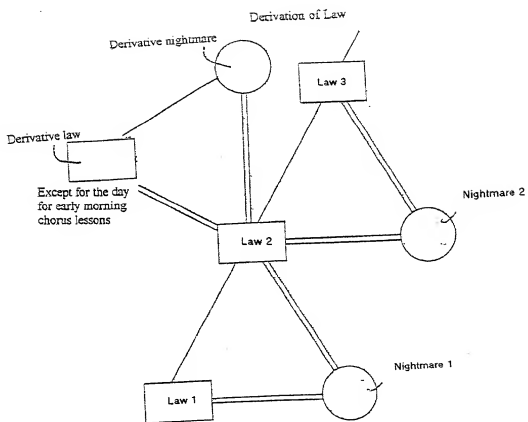 Derivation of Law
Derivative nightmare
Law 3
Derivative law
Except for the day
for early morning
chorus lessons
Nightmare 2
Law 2
Nightmare 1
Law 1